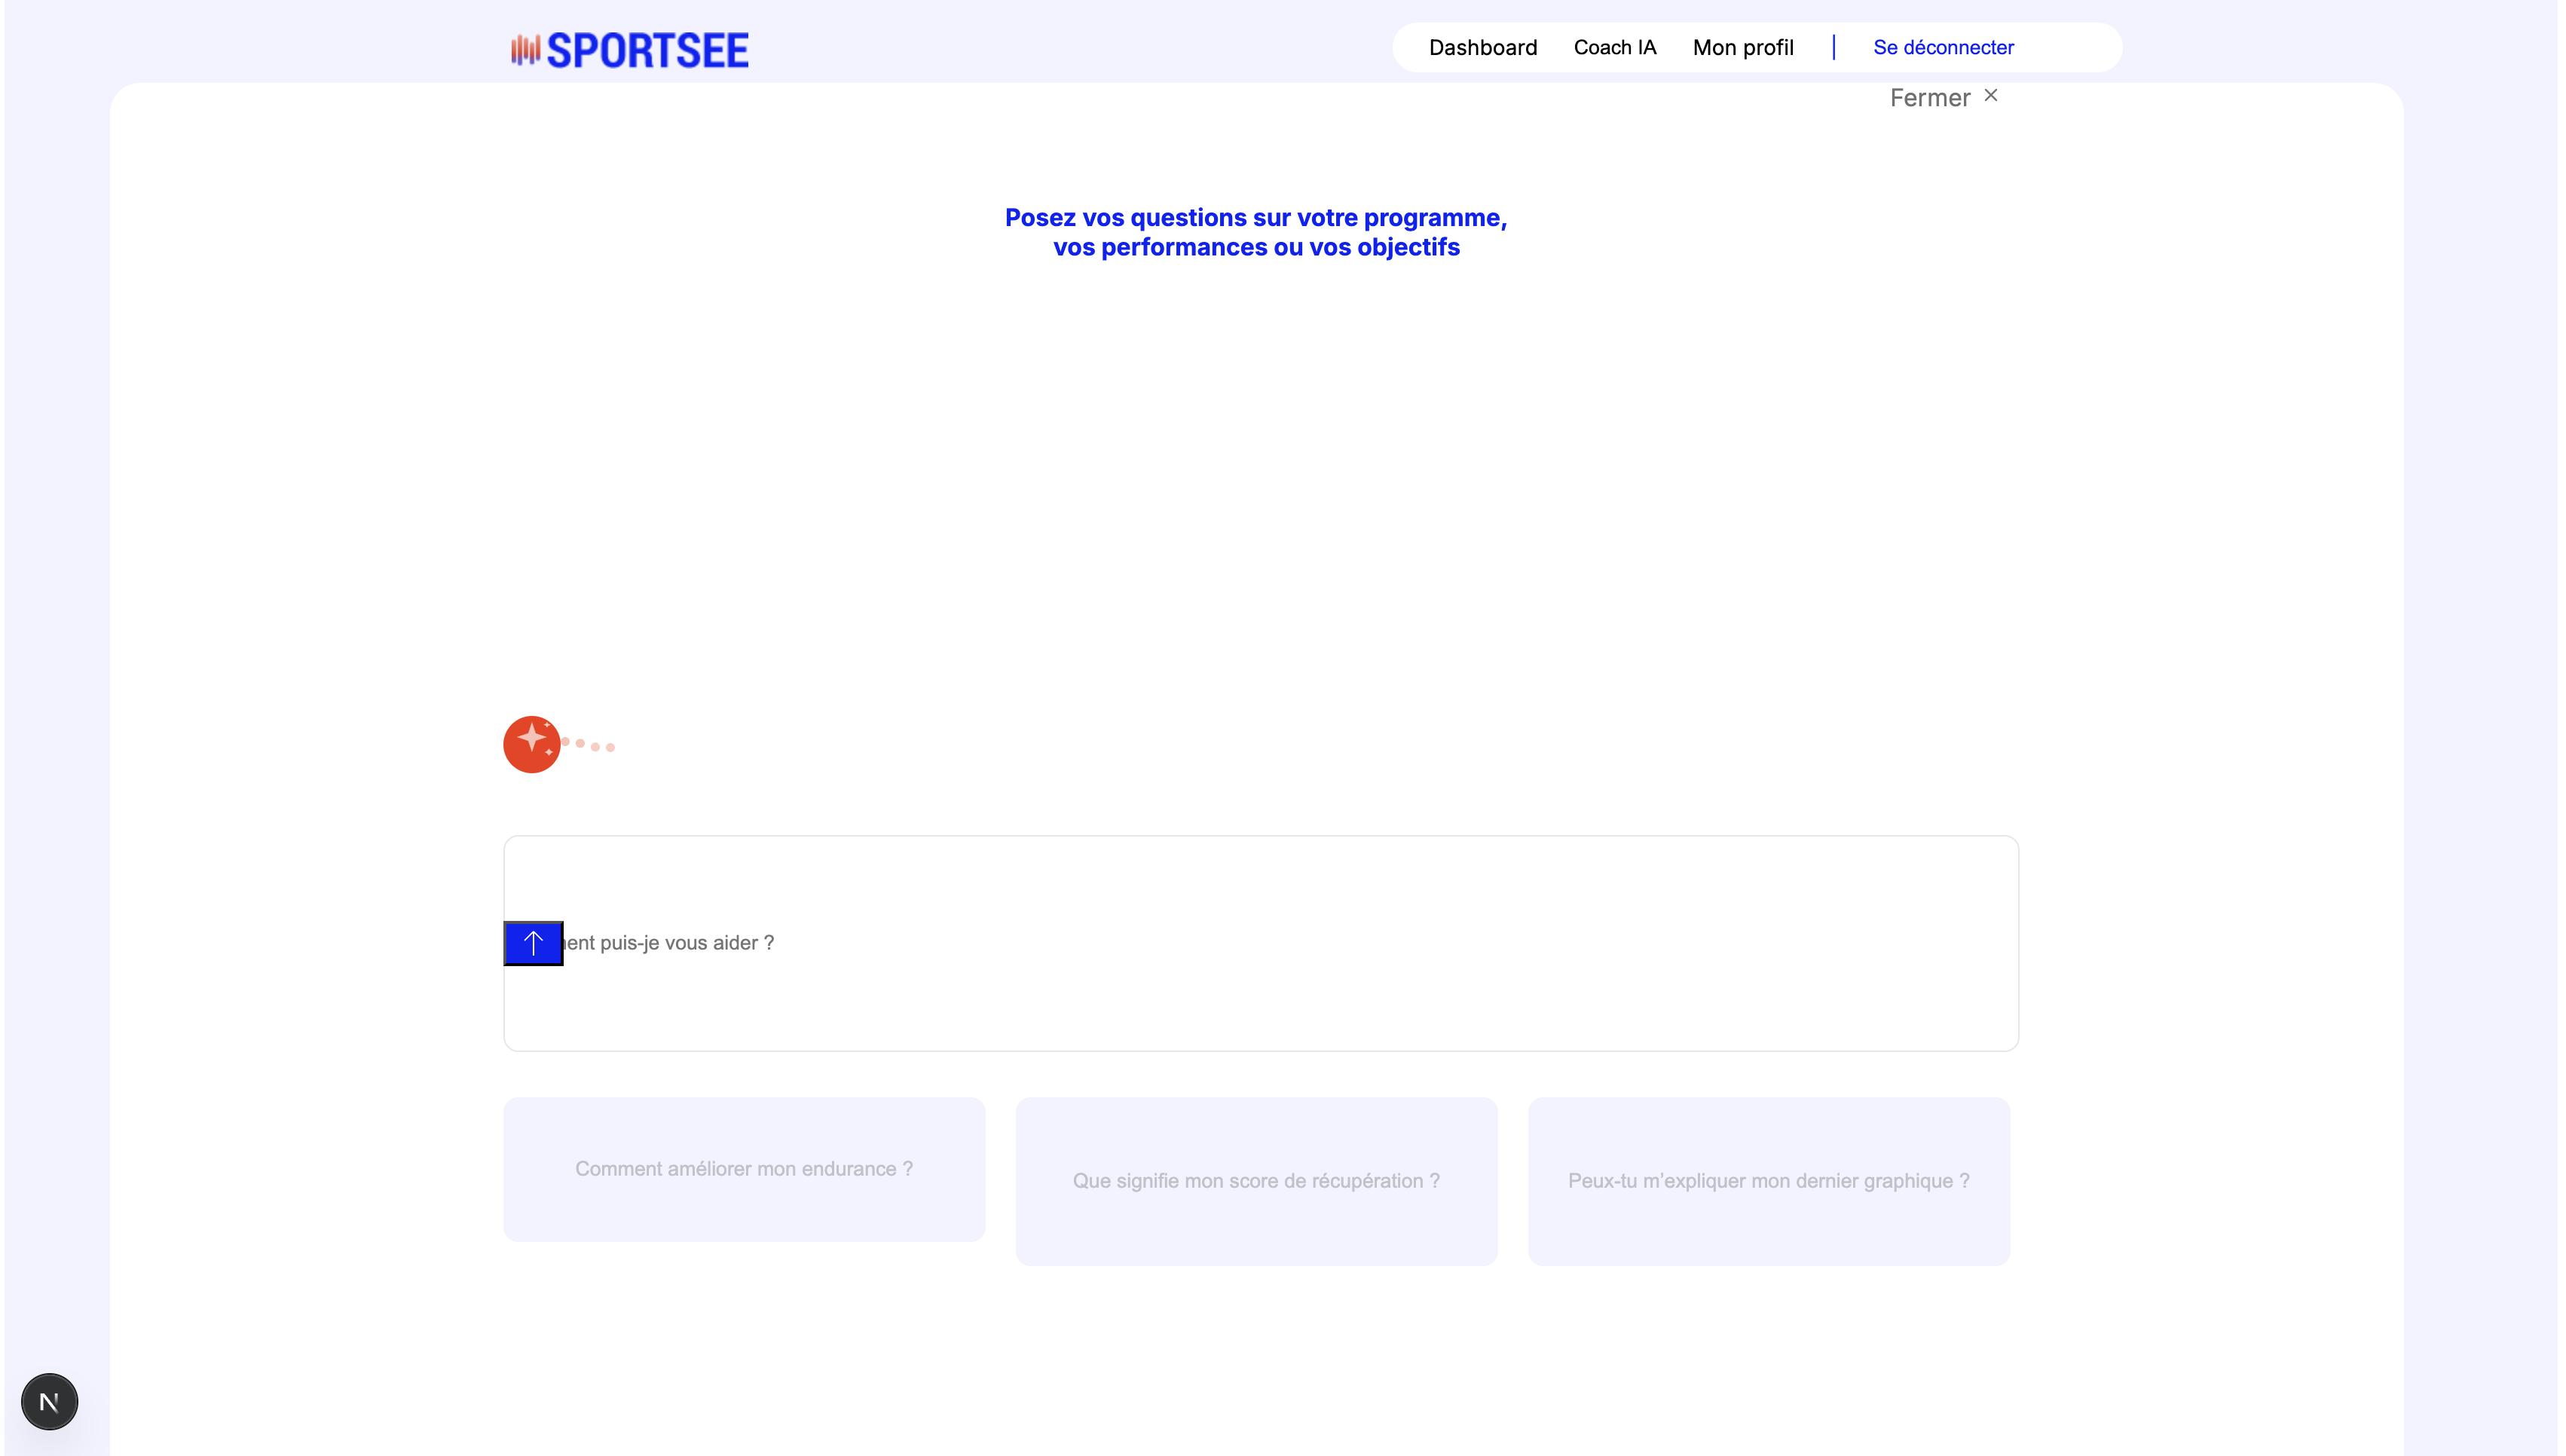 SPORTSEE
Dashboard Coach IA Mon profil Se déconnecter
Fermer ×
Posez vos questions sur votre programme,
vos performances ou vos objectifs
puis-je vous aider ?
Comment améliorer mon endurance ?
Que signifie mon score de récupération ?
Peux-tu m'expliquer mon dernier graphique ?
N